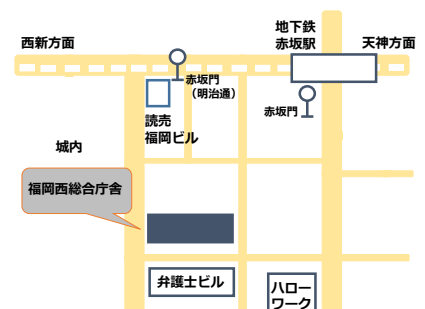 地下鉄
赤坂駅
西新方面
天神方面
赤坂門
（明治通）
赤坂門
読売
福岡ビル
城内
福岡西総合庁舎
弁護士ビル
ハロー
ワーク